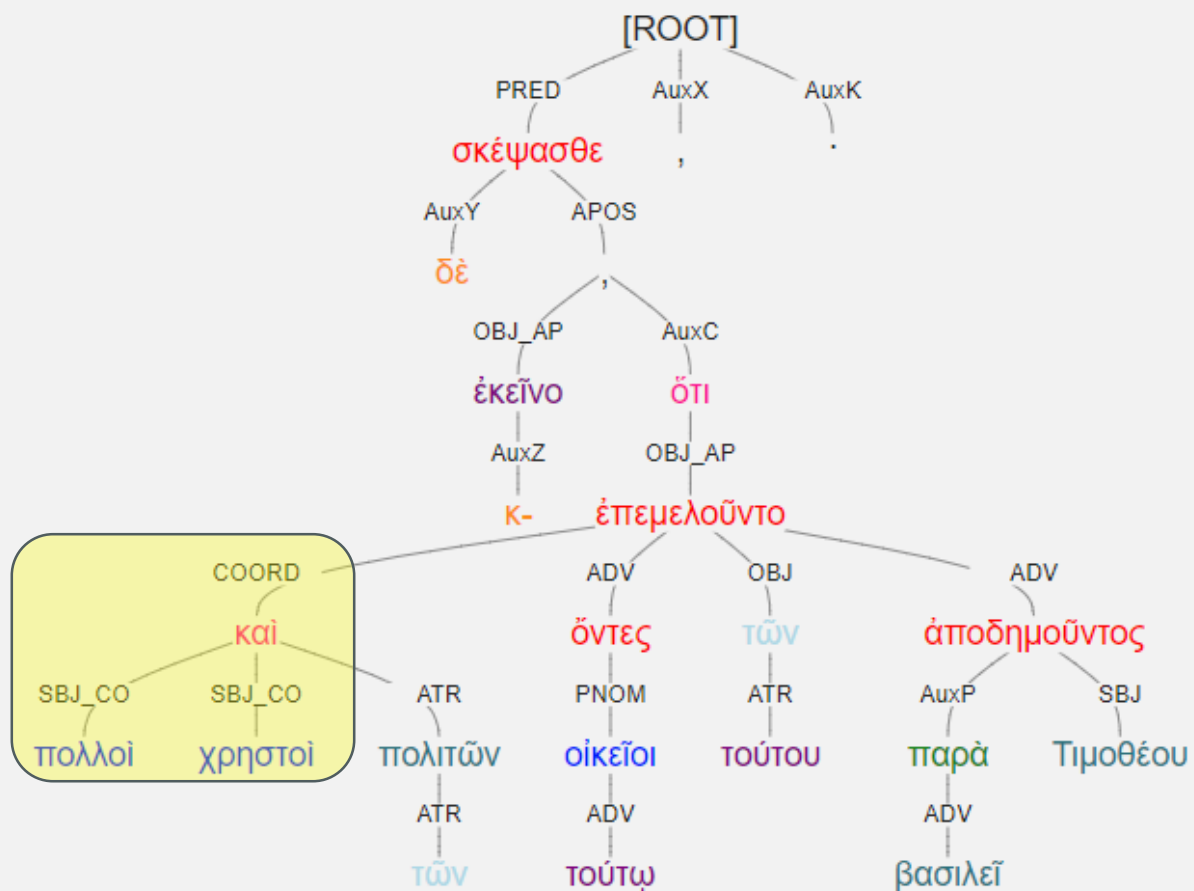 [ROOT]
PRED AuxX AuxK
σκέψασθε , .
AuxY APOS
δὲ ,
OBJ_AP AuxC
ἐκεῖνο ὅτι
AuxZ OBJ_AP
κ- ἐπεμελοῦντο
COORD ADV OBJ ADV
καὶ ὄντες τῶν ἀποδημοῦντος
SBJ_CO SBJ_CO ATR PNOM ATR AuxP SBJ
πολλοὶ χρηστοὶ πολιτῶν οἰκεῖοι τούτου παρὰ Τιμοθέου
ATR ADV ADV
τῶν τούτῳ βασιλεῖ